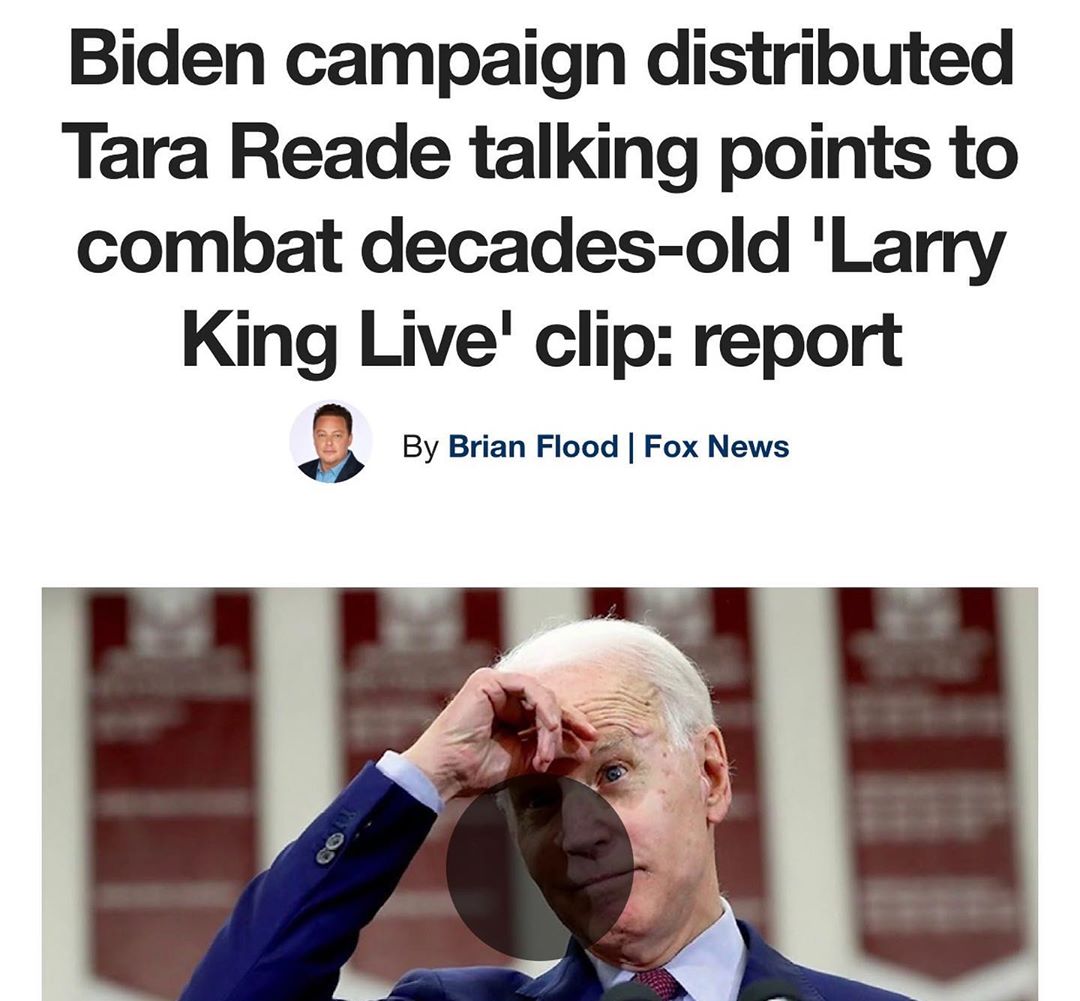 Biden campaign distributed
Tara Reade talking points to
combat decades-old 'Larry
King Live' clip: report
By Brian Flood | Fox News